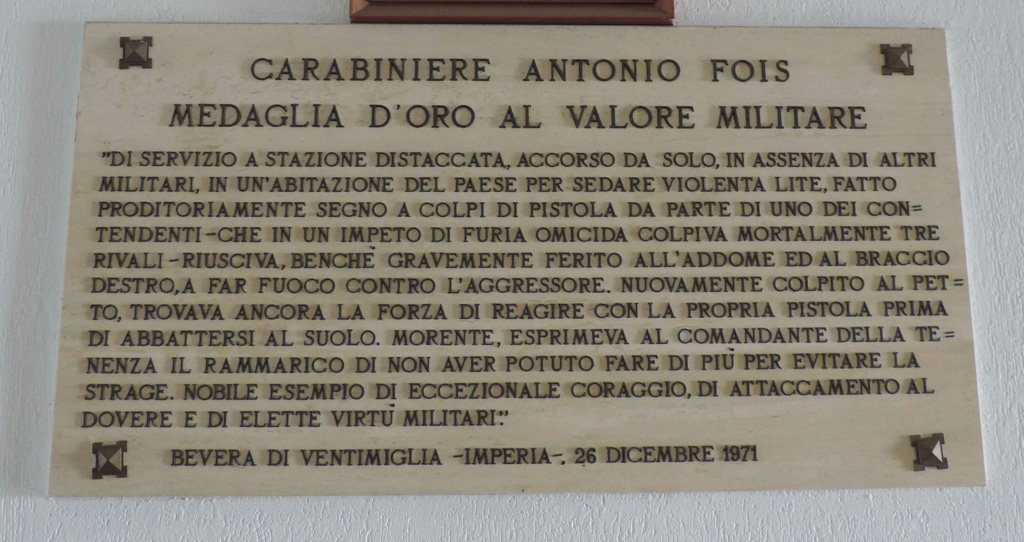 CARABINIERE ANTONIO FOIS
MEDAGLIA D'ORO AL VALORE MILITARE
"DI SERVIZIO A STAZIONE DISTACCATA, ACCORSO DA SOLO, IN ASSENZA DI ALTRI
MILITARI, IN UN'ABITAZIONE DEL PAESE PER SEDARE VIOLENTA LITE, FATTO
PRODITORIAMENTE SEGNO A COLPI DI PISTOLA DA PARTE DI UNO DEI CON=
TENDENTI-CHE IN UN IMPETO DI FURIA OMICIDA COLPIVA MORTALMENTE TRE
RIVALI-RIUSCIVA, BENCHÈ GRAVEMENTE FERITO ALL'ADDOME ED AL BRACCIO
DESTRO, A FAR FUOCO CONTRO L'AGGRESSORE. NUOVAMENTE COLPITO AL PET=
TO, TROVAVA ANCORA LA FORZA DI REAGIRE CON LA PROPRIA PISTOLA PRIMA
DI ABBATTERSI AL SUOLO. MORENTE, ESPRIMEVA AL COMANDANTE DELLA TE=
NENZA IL RAMMARICO DI NON AVER POTUTO FARE DI PIÙ PER EVITARE LA
STRAGE. NOBILE ESEMPIO DI ECCEZIONALE CORAGGIO, DI ATTACCAMENTO AL
DOVERE E DI ELETTE VIRTÙ MILITARI."
BEVERA DI VENTIMIGLIA -IMPERIA-, 26 DICEMBRE 1971